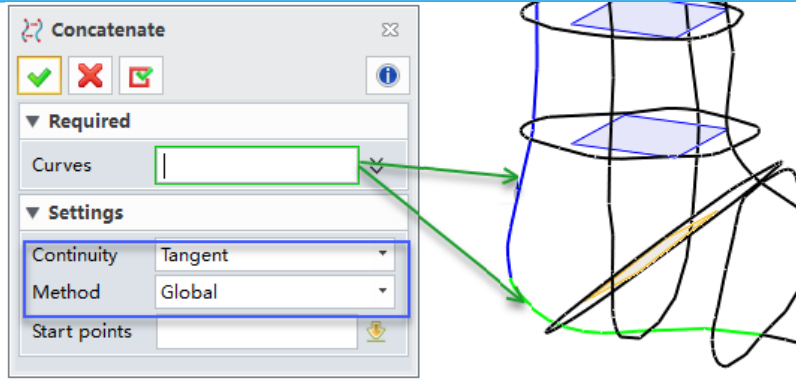 Concatenate
Required
Curves
Settings
Continuity Tangent
Method Global
Start points